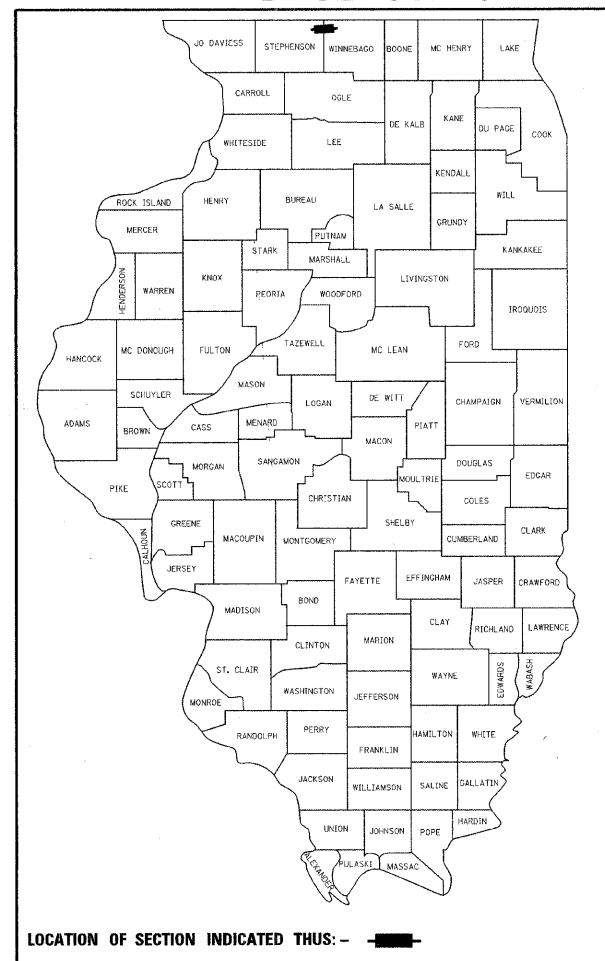 JO DAVIESS STEPHENSON WINNEBAGO BOONE MC HENRY LAKE
CARROLL OGLE DE KALB KANE DU PAGE COOK
WHITESIDE LEE KENDALL WILL
ROCK ISLAND HENRY BUREAU LA SALLE GRUNDY
MERCER PUTNAM KANKAKEE
HENDERSON WARREN KNOX STARK MARSHALL LIVINGSTON
PEORIA WOODFORD IROQUOIS
HANCOCK MC DONOUGH FULTON TAZEWELL MC LEAN FORD
SCHUYLER MASON LOGAN DE WITT CHAMPAIGN VERMILION
ADAMS BROWN CASS MENARD MACON PIATT
MORGAN SANGAMON DOUGLAS EDGAR
PIKE SCOTT CHRISTIAN MOULTRIE COLES
CALHOUN GREENE MACOUPIN MONTGOMERY SHELBY CUMBERLAND CLARK
JERSEY FAYETTE EFFINGHAM JASPER CRAWFORD
MADISON BOND CLAY RICHLAND LAWRENCE
CLINTON MARION
ST. CLAIR WASHINGTON JEFFERSON WAYNE EDWARDS WABASH
MONROE
RANDOLPH PERRY FRANKLIN HAMILTON WHITE
JACKSON WILLIAMSON SALINE GALLATIN
UNION JOHNSON POPE HARDIN
ALEXANDER PULASKI MASSAC
LOCATION OF SECTION INDICATED THUS: -